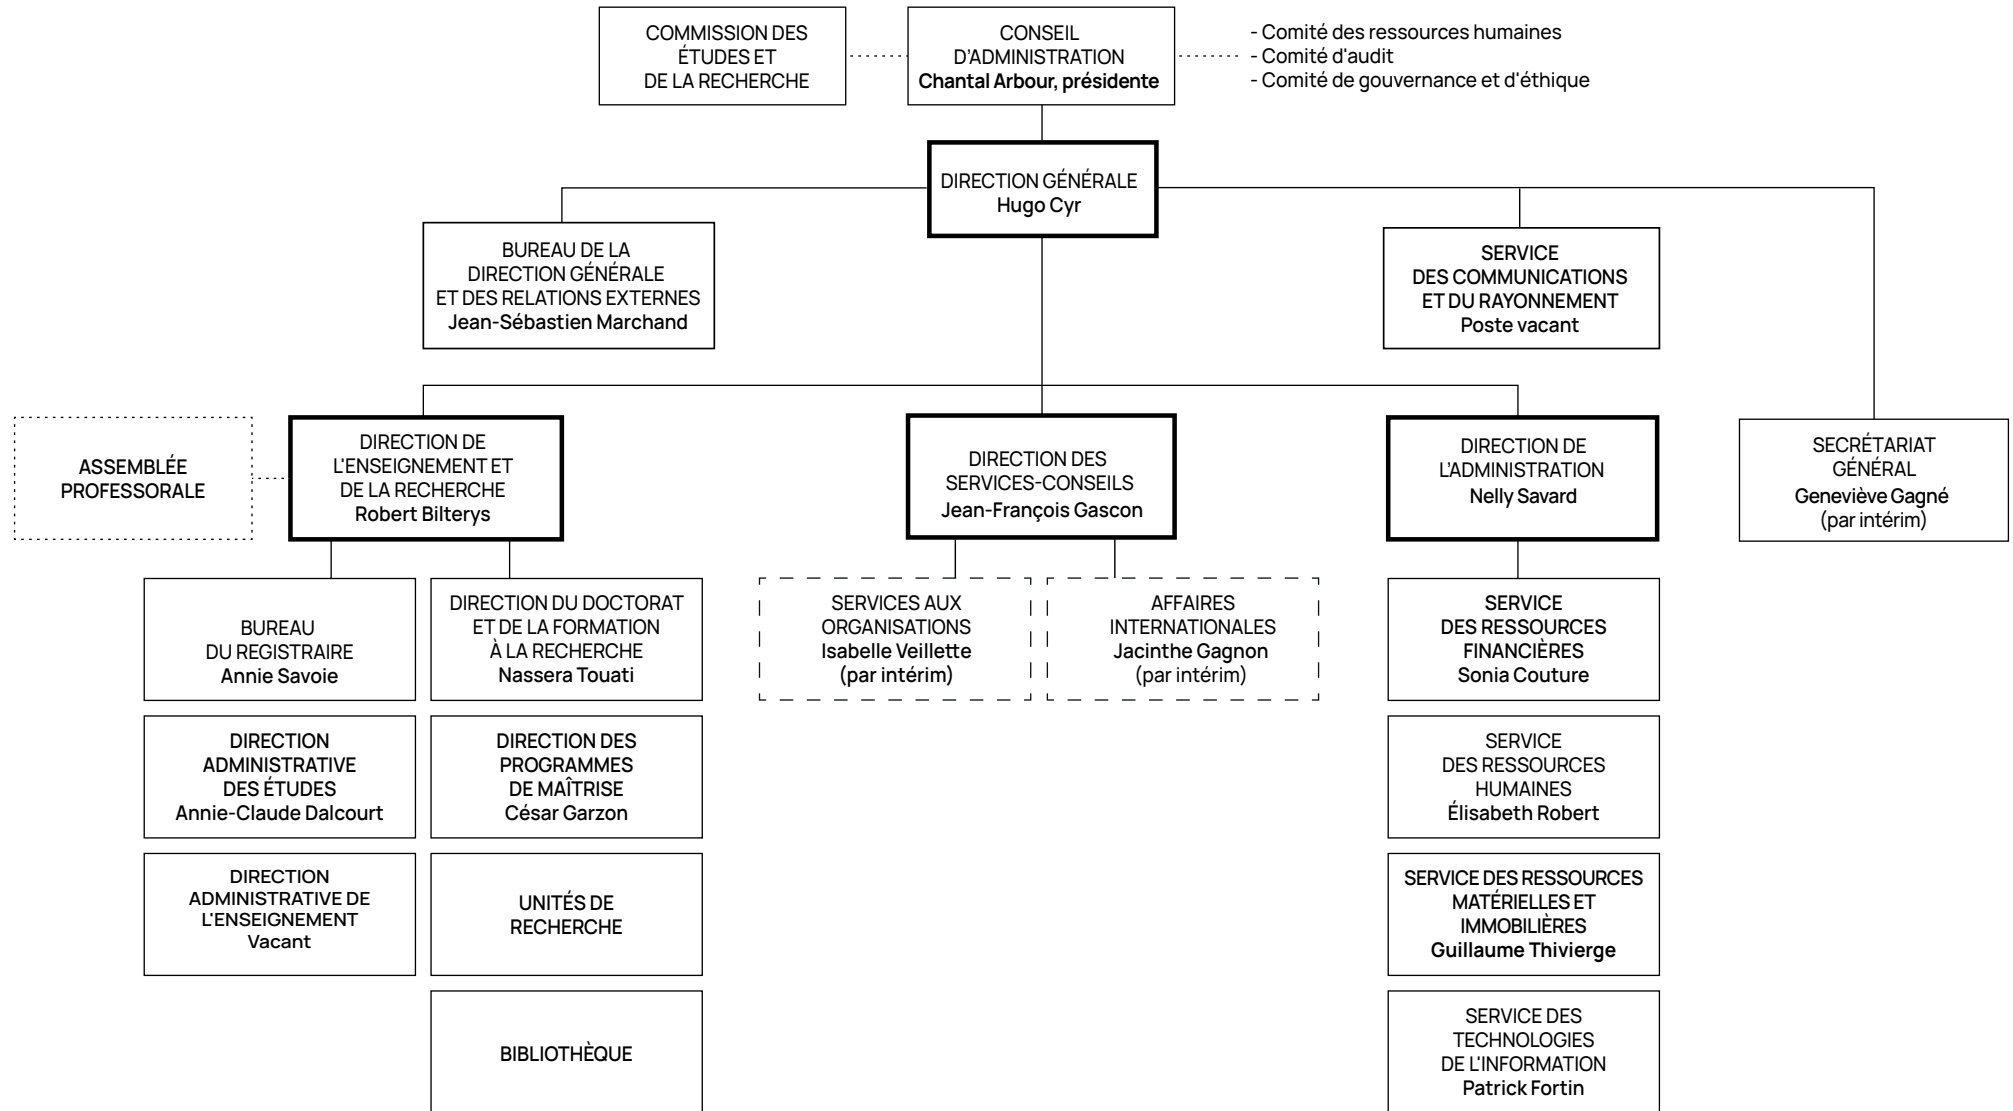 COMMISSION DES
ÉTUDES ET
DE LA RECHERCHE
CONSEIL
D'ADMINISTRATION
Chantal Arbour, présidente
- Comité des ressources humaines
- Comité d'audit
- Comité de gouvernance et d'éthique
DIRECTION GÉNÉRALE
Hugo Cyr
BUREAU DE LA
DIRECTION GÉNÉRALE
ET DES RELATIONS EXTERNES
Jean-Sébastien Marchand
SERVICE
DES COMMUNICATIONS
ET DU RAYONNEMENT
Poste vacant
ASSEMBLÉE
PROFESSORALE
DIRECTION DE
L'ENSEIGNEMENT ET
DE LA RECHERCHE
Robert Bilterys
DIRECTION DES
SERVICES-CONSEILS
Jean-François Gascon
DIRECTION DE
L'ADMINISTRATION
Nelly Savard
SECRÉTARIAT
GÉNÉRAL
Geneviève Gagné
(par intérim)
BUREAU
DU REGISTRAIRE
Annie Savoie
DIRECTION DU DOCTORAT
ET DE LA FORMATION
À LA RECHERCHE
Nassera Touati
SERVICES AUX
ORGANISATIONS
Isabelle Veillette
(par intérim)
AFFAIRES
INTERNATIONALES
Jacinthe Gagnon
(par intérim)
SERVICE
DES RESSOURCES
FINANCIÈRES
Sonia Couture
DIRECTION
ADMINISTRATIVE
DES ÉTUDES
Annie-Claude Dalcourt
DIRECTION DES
PROGRAMMES
DE MAÎTRISE
César Garzon
SERVICE
DES RESSOURCES
HUMAINES
Élisabeth Robert
DIRECTION
ADMINISTRATIVE DE
L'ENSEIGNEMENT
Vacant
UNITÉS DE
RECHERCHE
SERVICE DES RESSOURCES
MATÉRIELLES ET
IMMOBILIÈRES
Guillaume Thivierge
BIBLIOTHÈQUE
SERVICE DES
TECHNOLOGIES
DE L'INFORMATION
Patrick Fortin